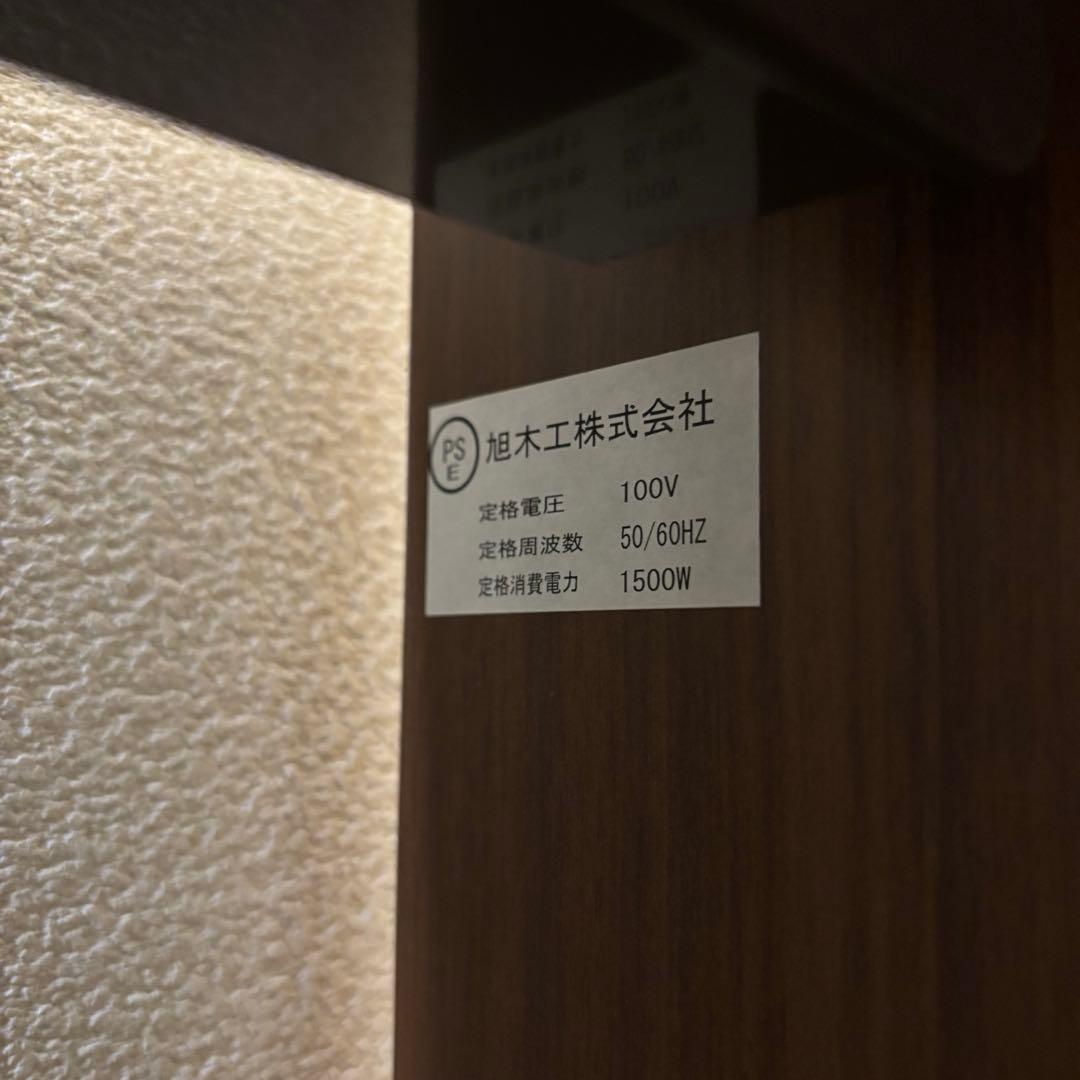 PS
E
旭木工株式会社
定格電圧 100V
定格周波数 50/60HZ
定格消費電力 1500W